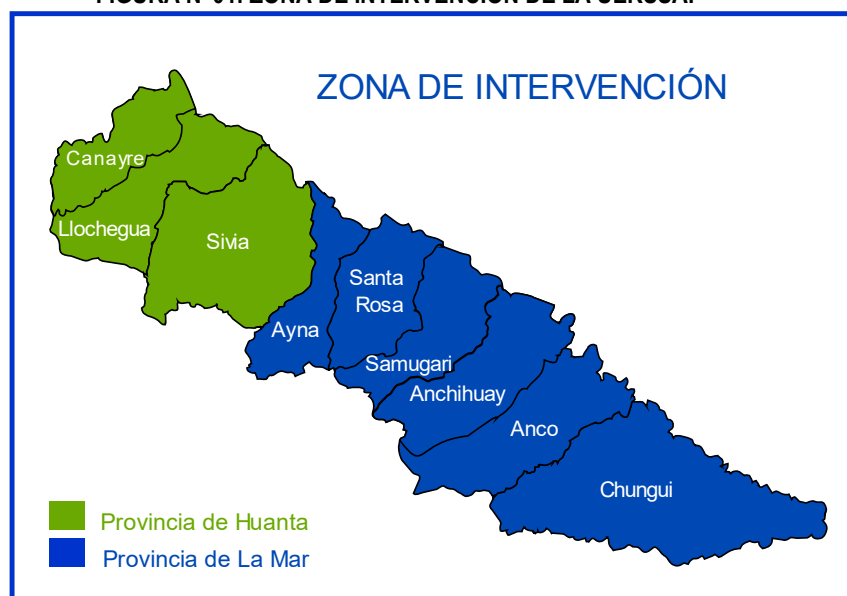 ZONA DE INTERVENCIÓN
Canayre
Llochegua
Sivia
Santa
Rosa
Ayna
Samugari
Anchihuay
Anco
Chungui
Provincia de Huanta
Provincia de La Mar